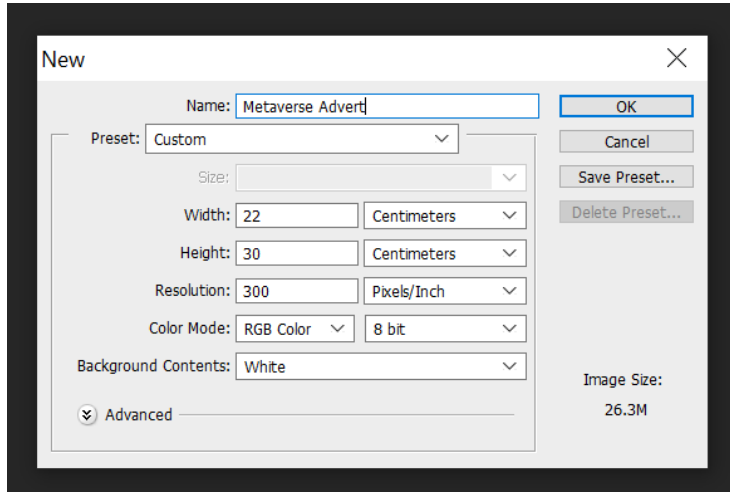 New
Name: Metaverse Advert
OK
Preset: Custom
Cancel
Size:
Save Preset...
Width: 22 Centimeters
Delete Preset...
Height: 30 Centimeters
Resolution: 300 Pixels/Inch
Color Mode: RGB Color 8 bit
Background Contents: White
Image Size:
Advanced
26.3M